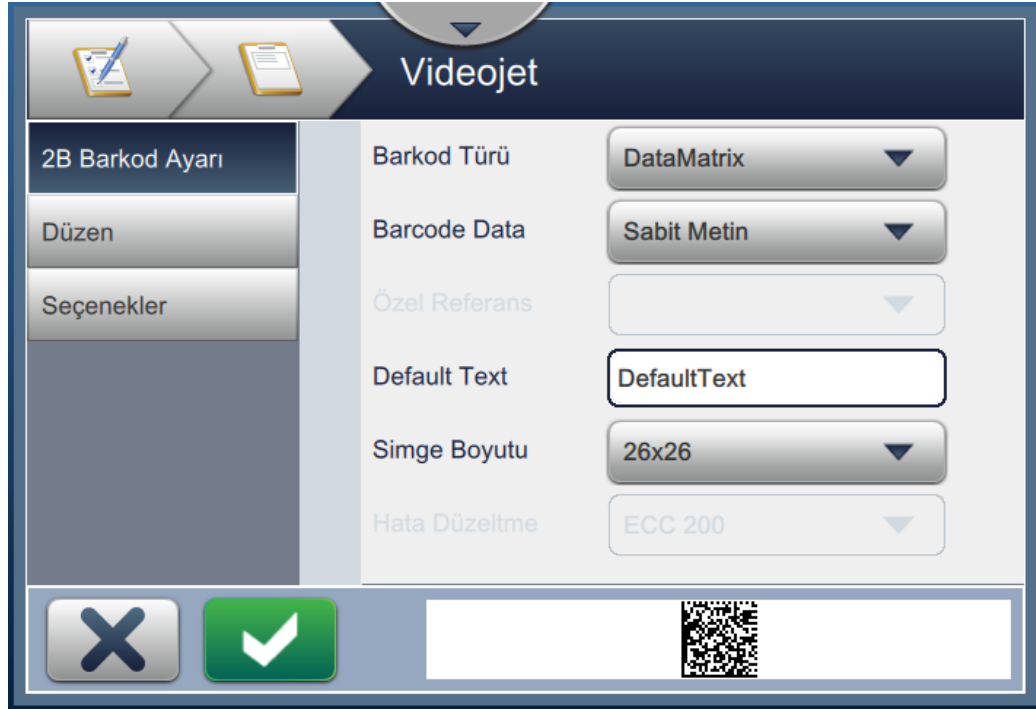 Videojet
2B Barkod Ayarı
Düzen
Seçenekler
Barkod Türü DataMatrix
Barcode Data Sabit Metin
Özel Referans
Default Text DefaultText
Simge Boyutu 26x26
Hata Düzeltme ECC 200